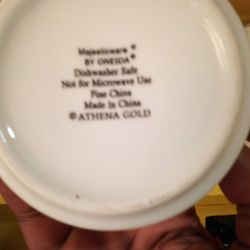 Majesticware®
BY ONEIDA®
Dishwasher Safe
Not for Microwave Use
Fine China
Made In China
© ATHENA GOLD